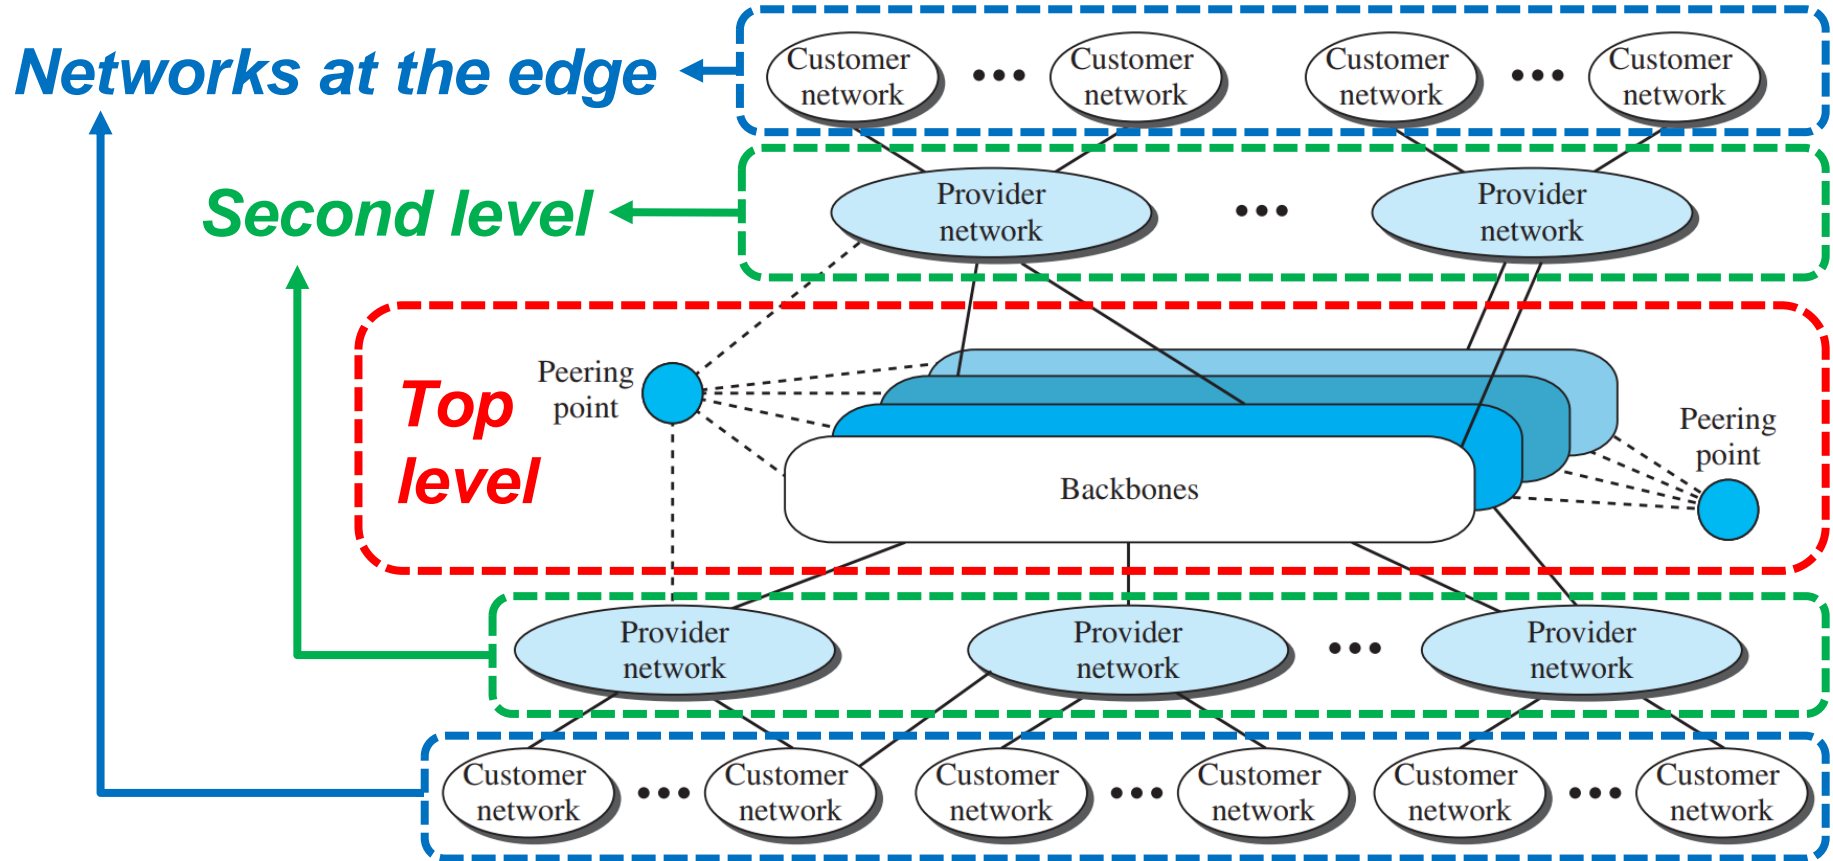 Networks at the edge
Customer
network
•••
Customer
network
Customer
network
•••
Customer
network
Second level
Provider
network
•••
Provider
network
Top
level
Peering
point
Backbones
Peering
point
Provider
network
Provider
network
•••
Provider
network
Customer
network
•••
Customer
network
Customer
network
•••
Customer
network
Customer
network
•••
Customer
network